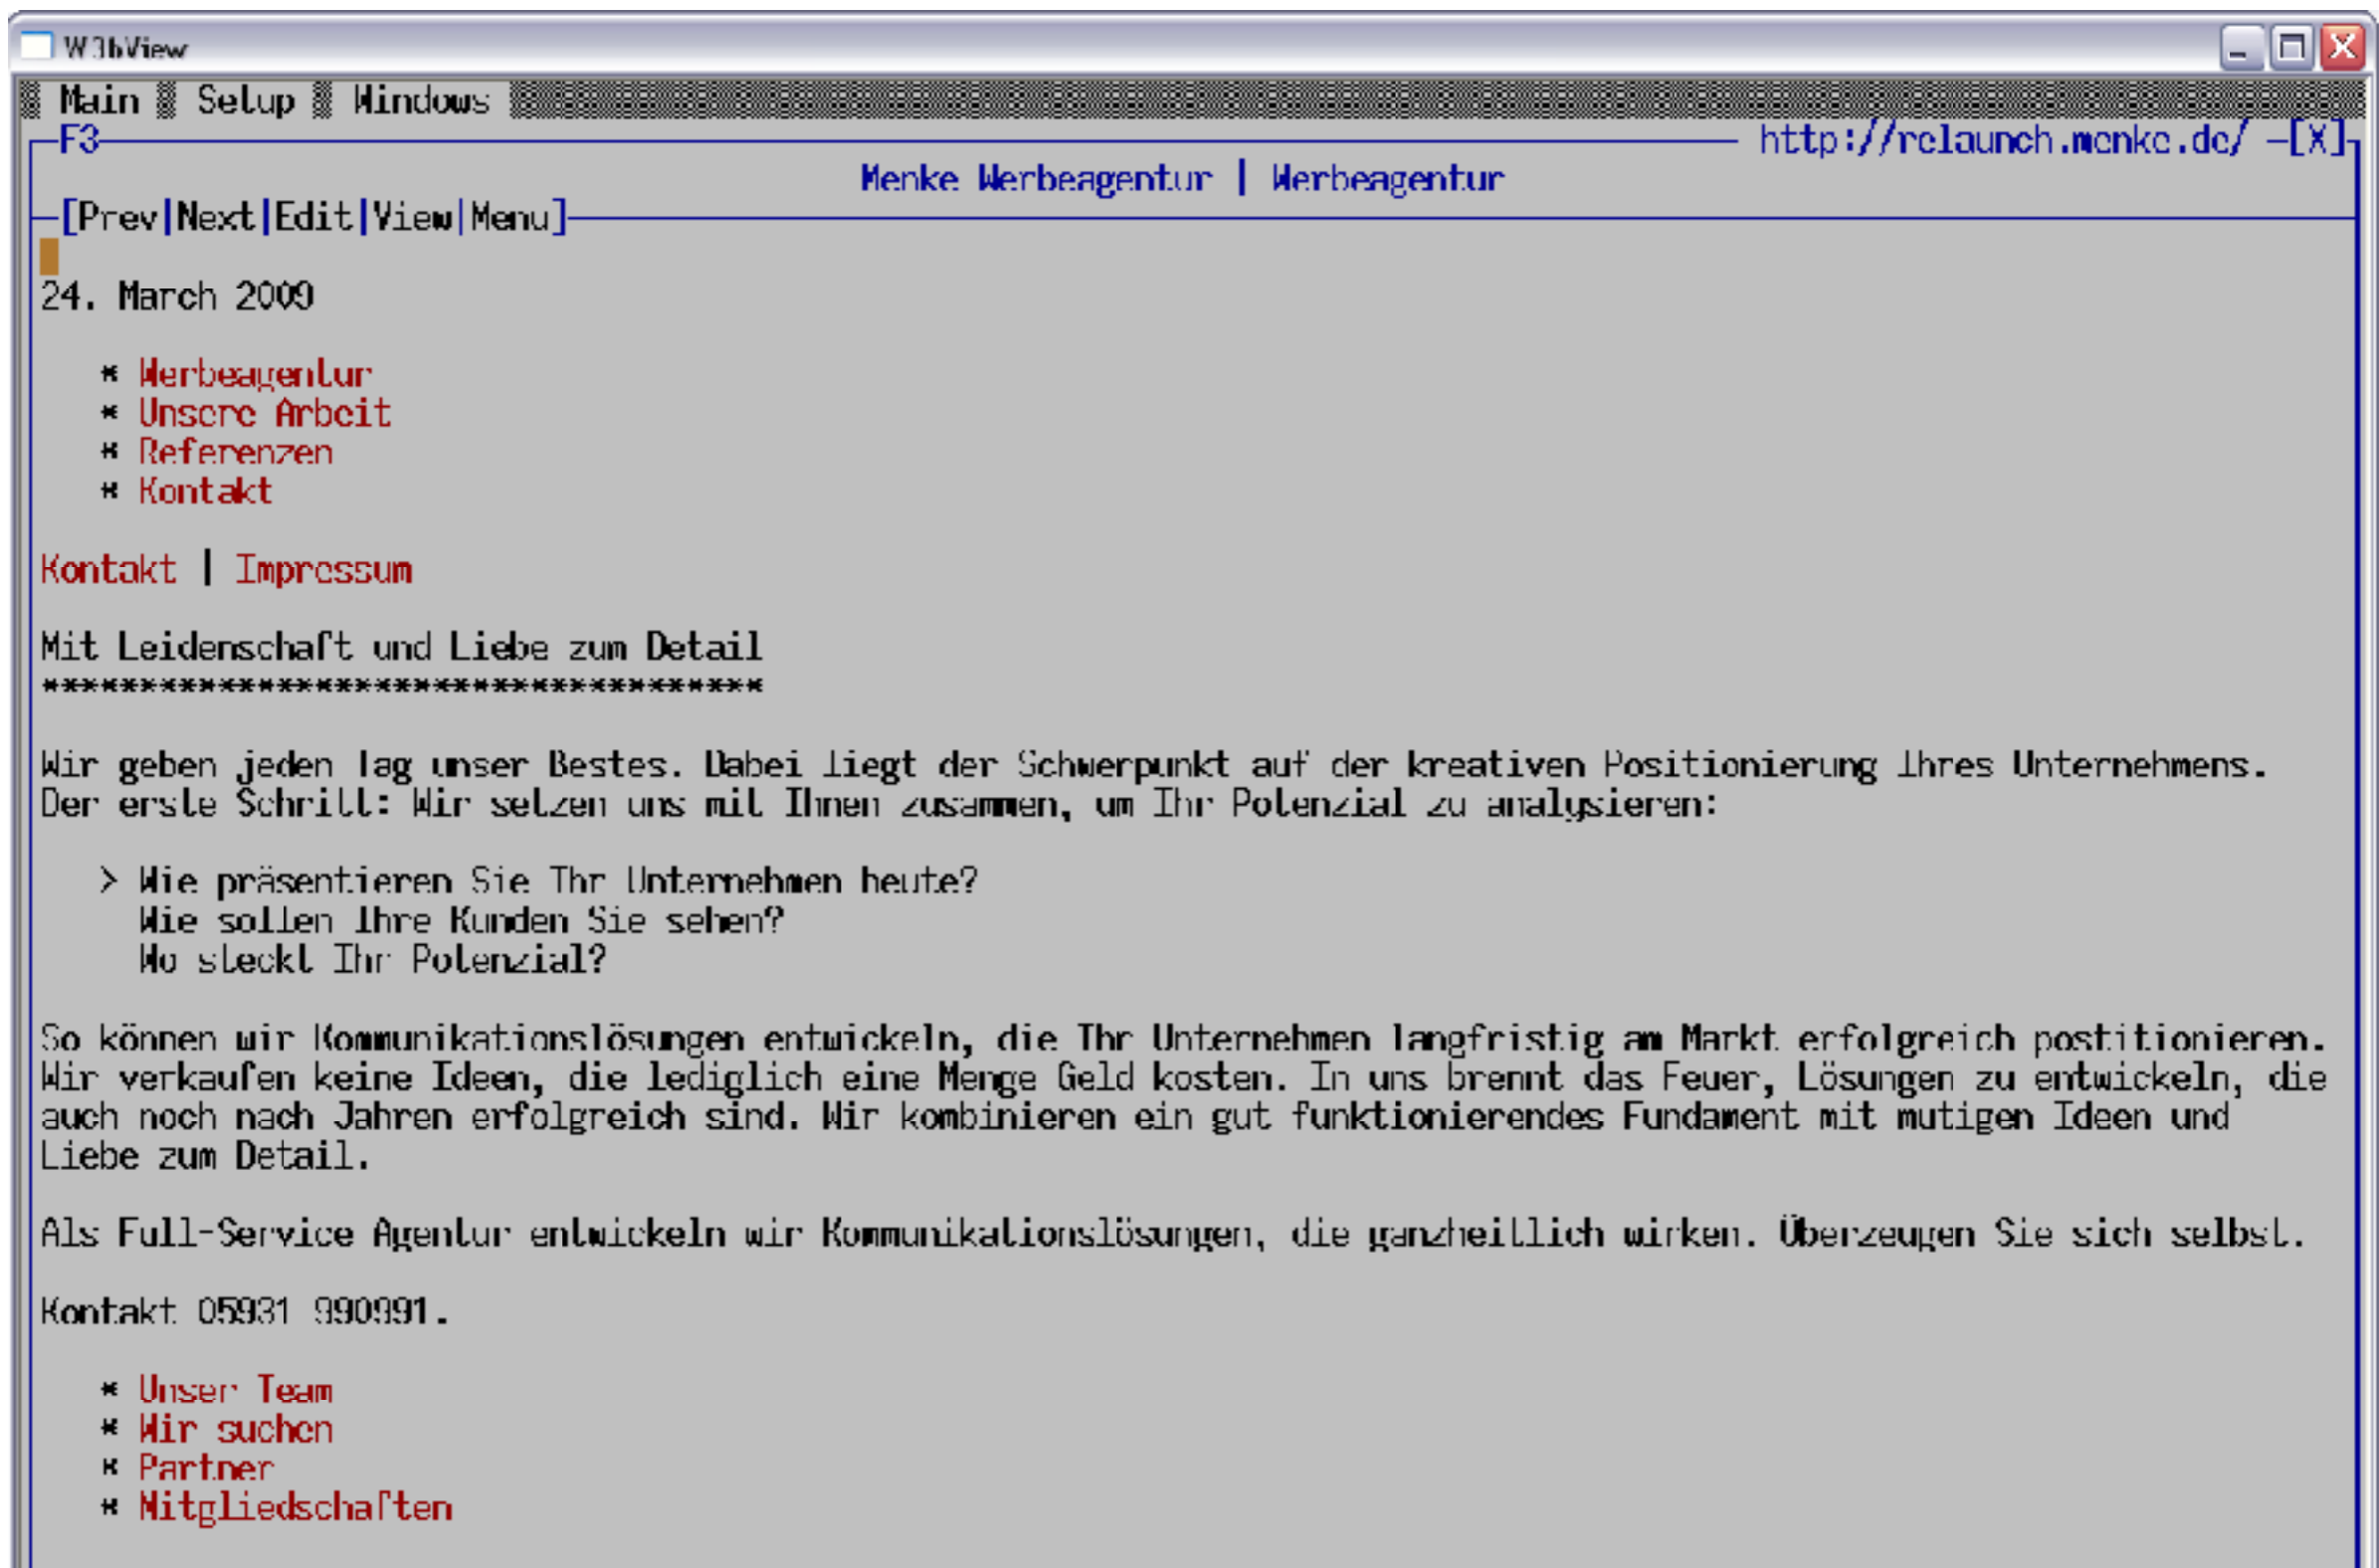 W3bView
Main Setup Windows
F3 http://relaunch.menke.de/ [X]
Menke Werbeagentur | Werbeagentur
[Prev|Next|Edit|View|Menu]
24. March 2009
* Werbeagentur
* Unsere Arbeit
* Referenzen
* Kontakt
Kontakt | Impressum
Mit Leidenschaft und Liebe zum Detail
*************************************
Wir geben jeden Tag unser Bestes. Dabei liegt der Schwerpunkt auf der kreativen Positionierung Ihres Unternehmens.
Der erste Schritt: Wir setzen uns mit Ihnen zusammen, um Ihr Potenzial zu analysieren:
> Wie präsentieren Sie Ihr Unternehmen heute?
Wie sollen Ihre Kunden Sie sehen?
Wo steckt Ihr Potenzial?
So können wir Kommunikationslösungen entwickeln, die Ihr Unternehmen langfristig am Markt erfolgreich postitionieren.
Wir verkaufen keine Ideen, die lediglich eine Menge Geld kosten. In uns brennt das Feuer, Lösungen zu entwickeln, die
auch noch nach Jahren erfolgreich sind. Wir kombinieren ein gut funktionierendes Fundament mit mutigen Ideen und
Liebe zum Detail.
Als Full-Service Agentur entwickeln wir Kommunikationslösungen, die ganzheitlich wirken. Überzeugen Sie sich selbst.
Kontakt 05931 990991.
* Unser Team
* Wir suchen
* Partner
* Mitgliedschaften